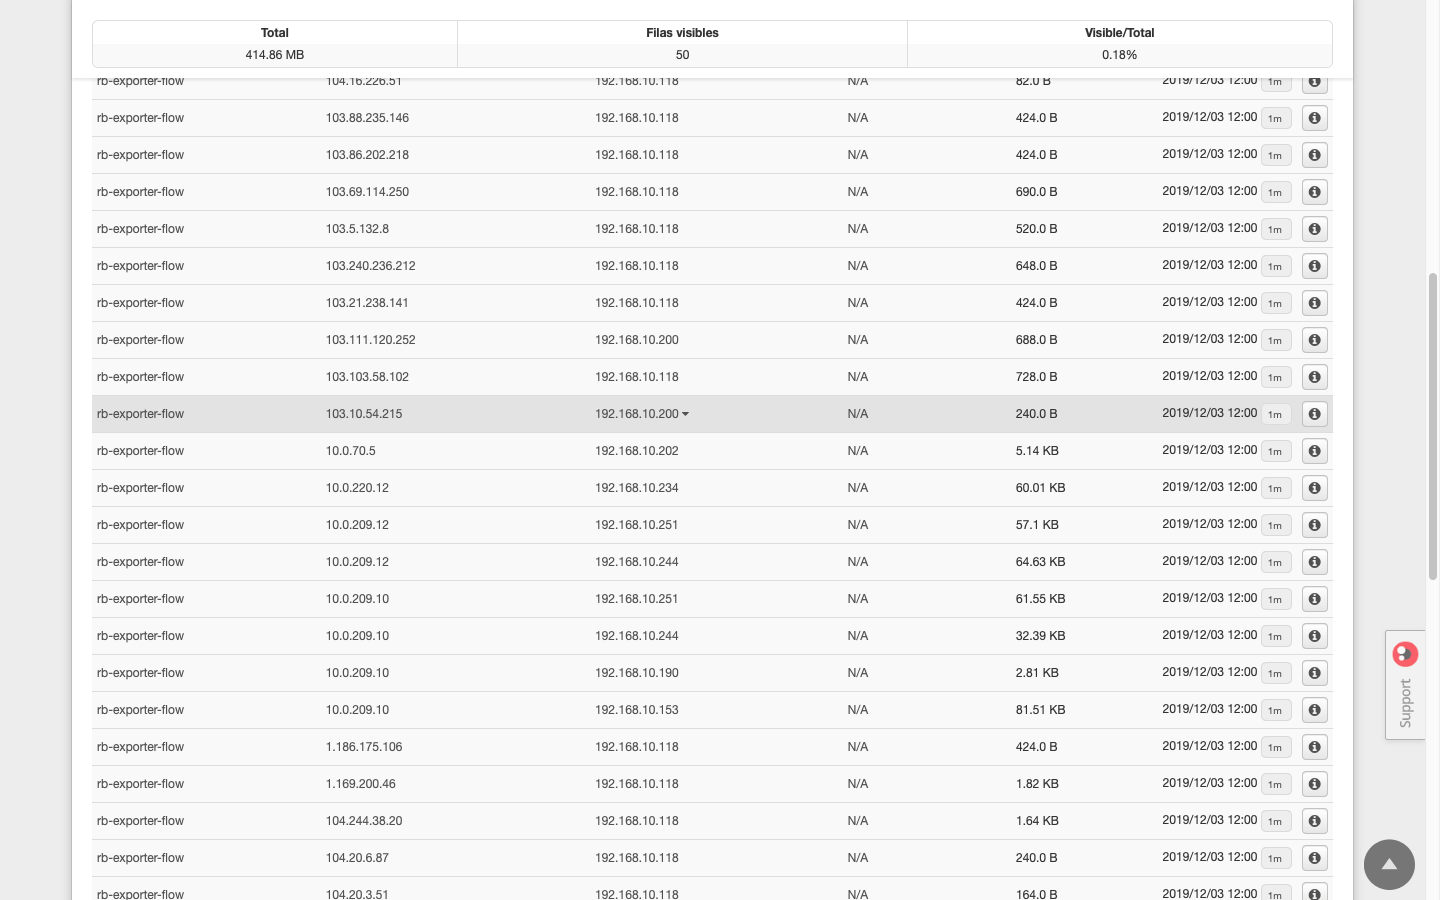 Total Filas visibles Visible/Total
414.86 MB 50 0.18%
rb-exporter-flow 104.16.226.51 192.168.10.118 N/A 82.0 B 2019/12/03 12:00 1m
rb-exporter-flow 103.88.235.146 192.168.10.118 N/A 424.0 B 2019/12/03 12:00 1m
rb-exporter-flow 103.86.202.218 192.168.10.118 N/A 424.0 B 2019/12/03 12:00 1m
rb-exporter-flow 103.69.114.250 192.168.10.118 N/A 690.0 B 2019/12/03 12:00 1m
rb-exporter-flow 103.5.132.8 192.168.10.118 N/A 520.0 B 2019/12/03 12:00 1m
rb-exporter-flow 103.240.236.212 192.168.10.118 N/A 648.0 B 2019/12/03 12:00 1m
rb-exporter-flow 103.21.238.141 192.168.10.118 N/A 424.0 B 2019/12/03 12:00 1m
rb-exporter-flow 103.111.120.252 192.168.10.200 N/A 688.0 B 2019/12/03 12:00 1m
rb-exporter-flow 103.103.58.102 192.168.10.118 N/A 728.0 B 2019/12/03 12:00 1m
rb-exporter-flow 103.10.54.215 192.168.10.200 N/A 240.0 B 2019/12/03 12:00 1m
rb-exporter-flow 10.0.70.5 192.168.10.202 N/A 5.14 KB 2019/12/03 12:00 1m
rb-exporter-flow 10.0.220.12 192.168.10.234 N/A 60.01 KB 2019/12/03 12:00 1m
rb-exporter-flow 10.0.209.12 192.168.10.251 N/A 57.1 KB 2019/12/03 12:00 1m
rb-exporter-flow 10.0.209.12 192.168.10.244 N/A 64.63 KB 2019/12/03 12:00 1m
rb-exporter-flow 10.0.209.10 192.168.10.251 N/A 61.55 KB 2019/12/03 12:00 1m
rb-exporter-flow 10.0.209.10 192.168.10.244 N/A 32.39 KB 2019/12/03 12:00 1m
rb-exporter-flow 10.0.209.10 192.168.10.190 N/A 2.81 KB 2019/12/03 12:00 1m
rb-exporter-flow 10.0.209.10 192.168.10.153 N/A 81.51 KB 2019/12/03 12:00 1m
rb-exporter-flow 1.186.175.106 192.168.10.118 N/A 424.0 B 2019/12/03 12:00 1m
rb-exporter-flow 1.169.200.46 192.168.10.118 N/A 1.82 KB 2019/12/03 12:00 1m
rb-exporter-flow 104.244.38.20 192.168.10.118 N/A 1.64 KB 2019/12/03 12:00 1m
rb-exporter-flow 104.20.6.87 192.168.10.118 N/A 240.0 B 2019/12/03 12:00 1m
rb-exporter-flow 104.20.3.51 192.168.10.118 N/A 164.0 B 2019/12/03 12:00 1m
Support